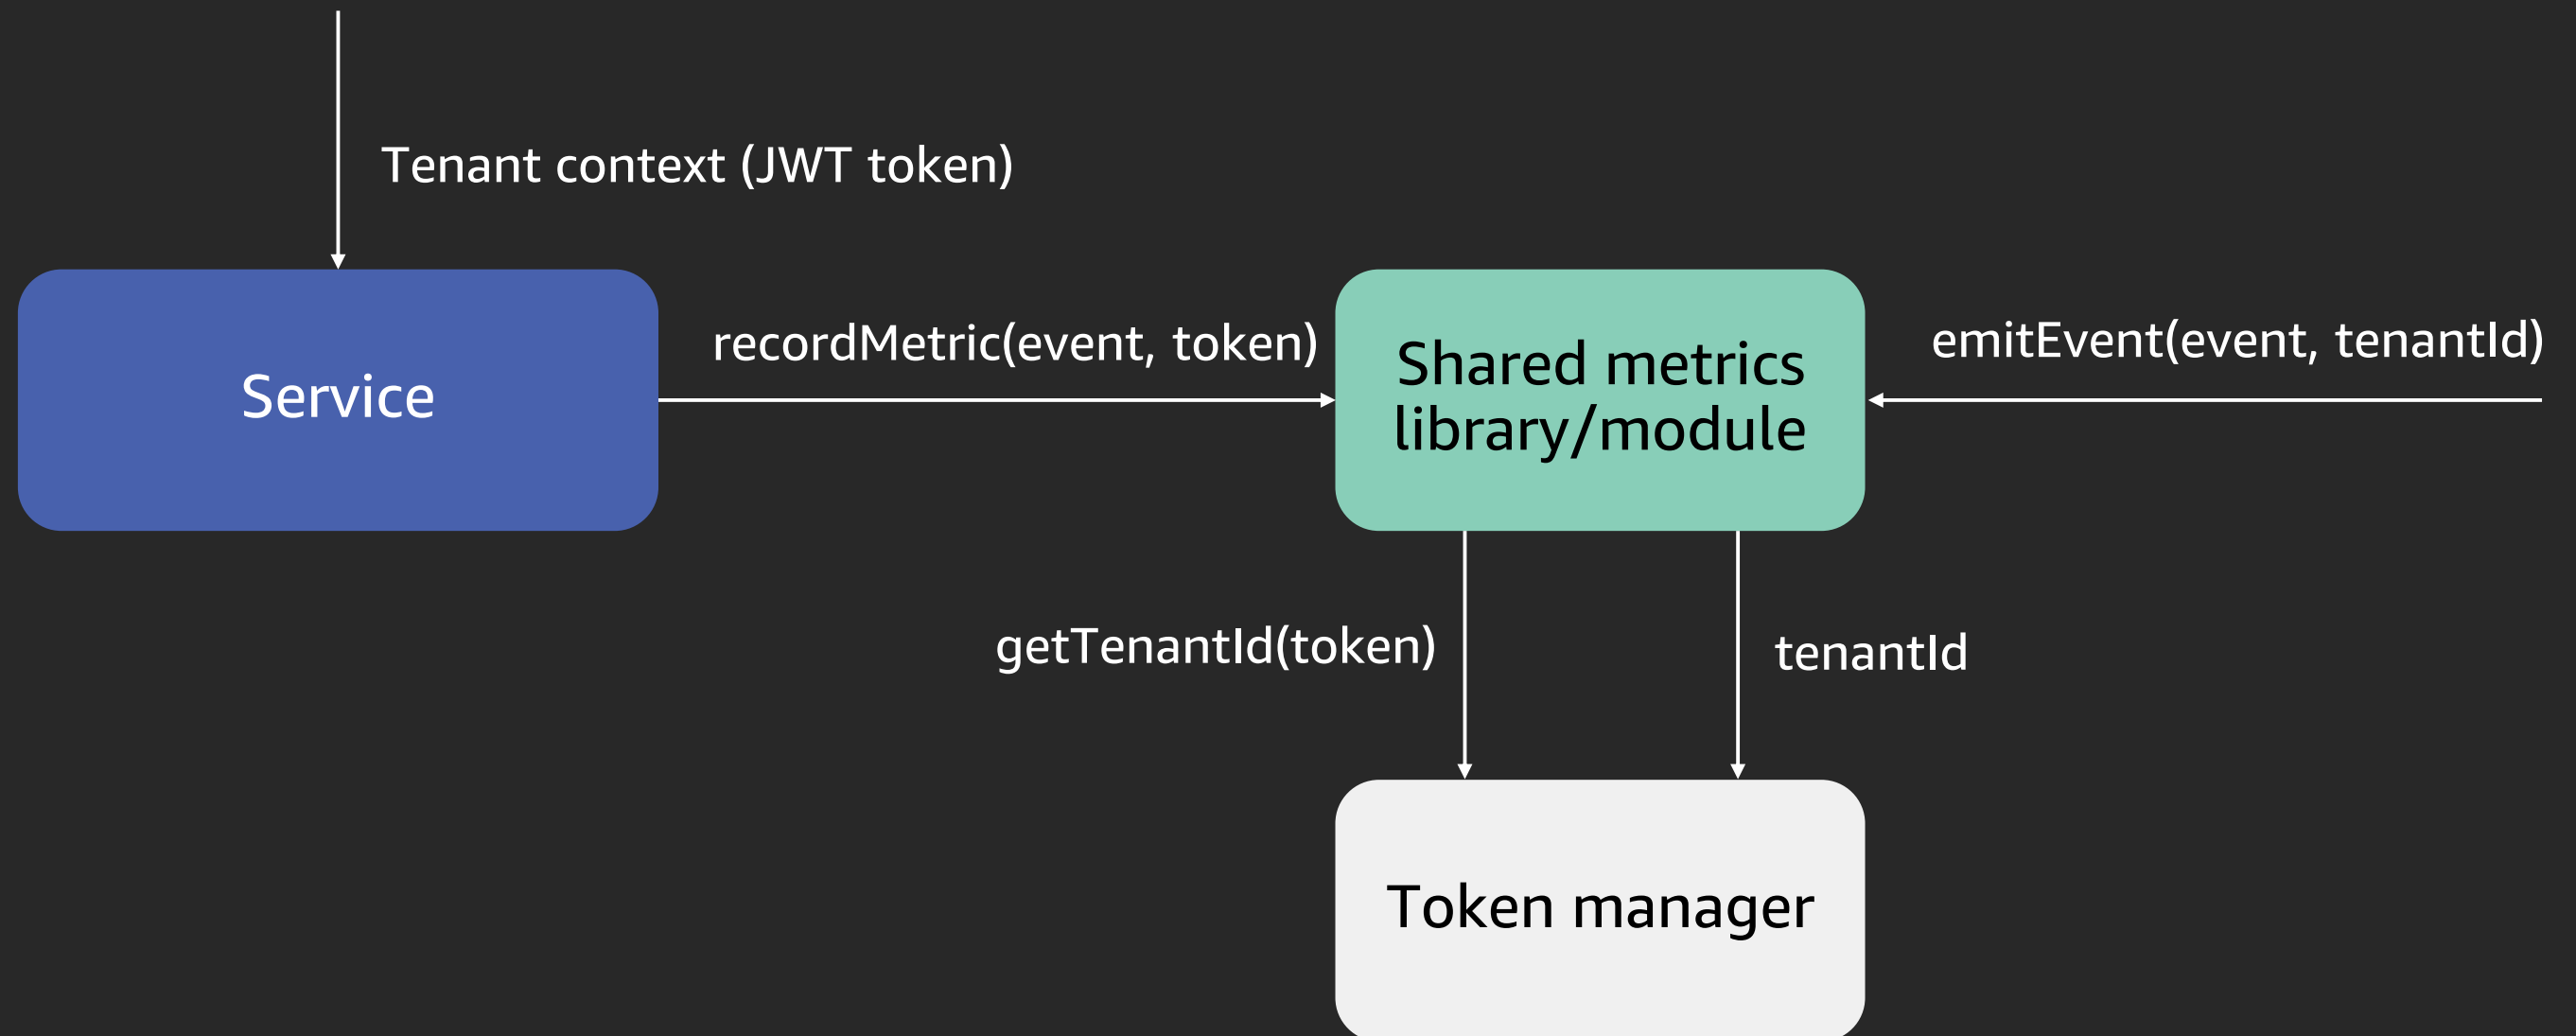 Tenant context (JWT token)
Service
recordMetric(event, token)
Shared metrics
library/module
emitEvent(event, tenantId)
getTenantId(token)
tenantId
Token manager